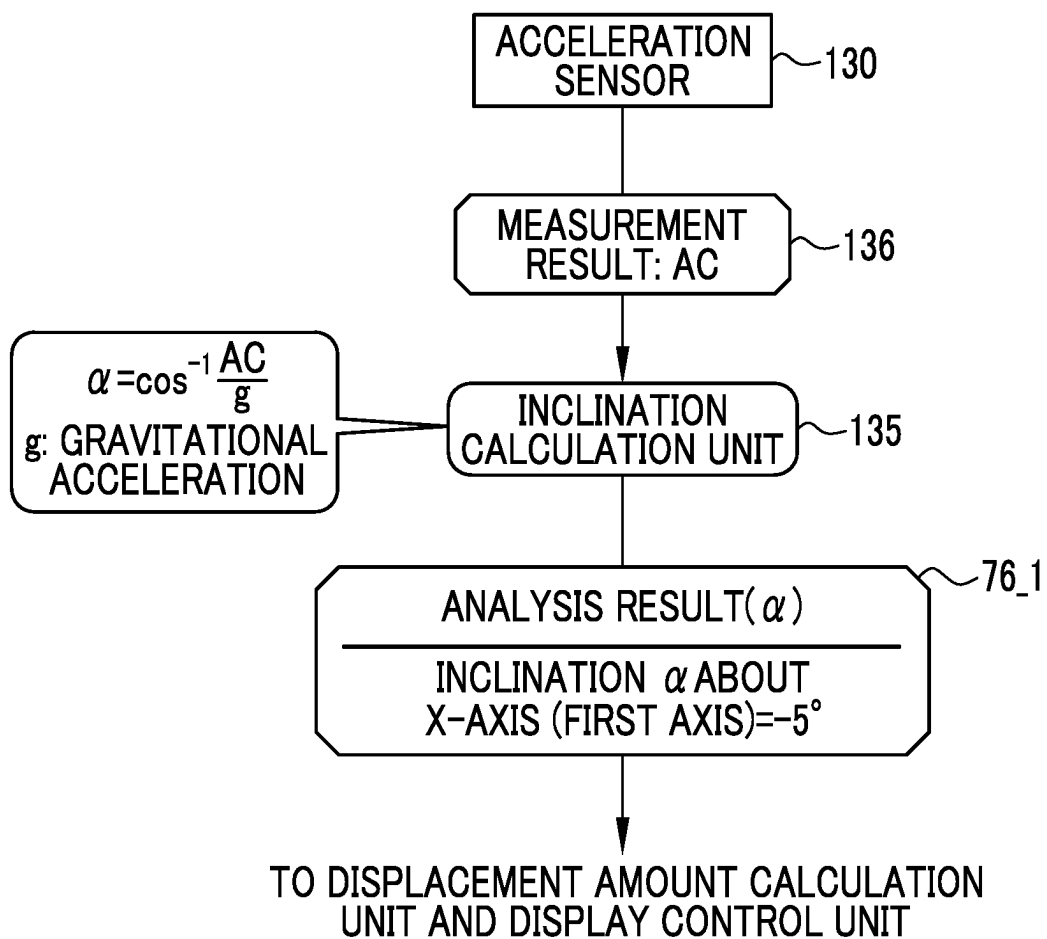 ACCELERATION
SENSOR
130
MEASUREMENT
RESULT: AC
136
α=cos⁻¹ AC/g
g: GRAVITATIONAL
ACCELERATION
INCLINATION
CALCULATION UNIT
135
76_1
ANALYSIS RESULT(α)
INCLINATION α ABOUT
X-AXIS (FIRST AXIS)=-5°
TO DISPLACEMENT AMOUNT CALCULATION
UNIT AND DISPLAY CONTROL UNIT